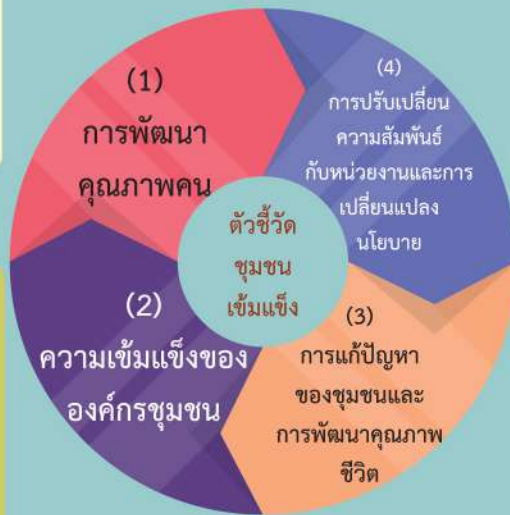 (1)
การพัฒนา
คุณภาพคน
(2)
ความเข้มแข็งของ
องค์กรชุมชน
(3)
การแก้ปัญหา
ของชุมชนและ
การพัฒนาคุณภาพ
ชีวิต
(4)
การปรับเปลี่ยน
ความสัมพันธ์
กับหน่วยงานและการ
เปลี่ยนแปลง
นโยบาย
ตัวชี้วัด
ชุมชน
เข้มแข็ง